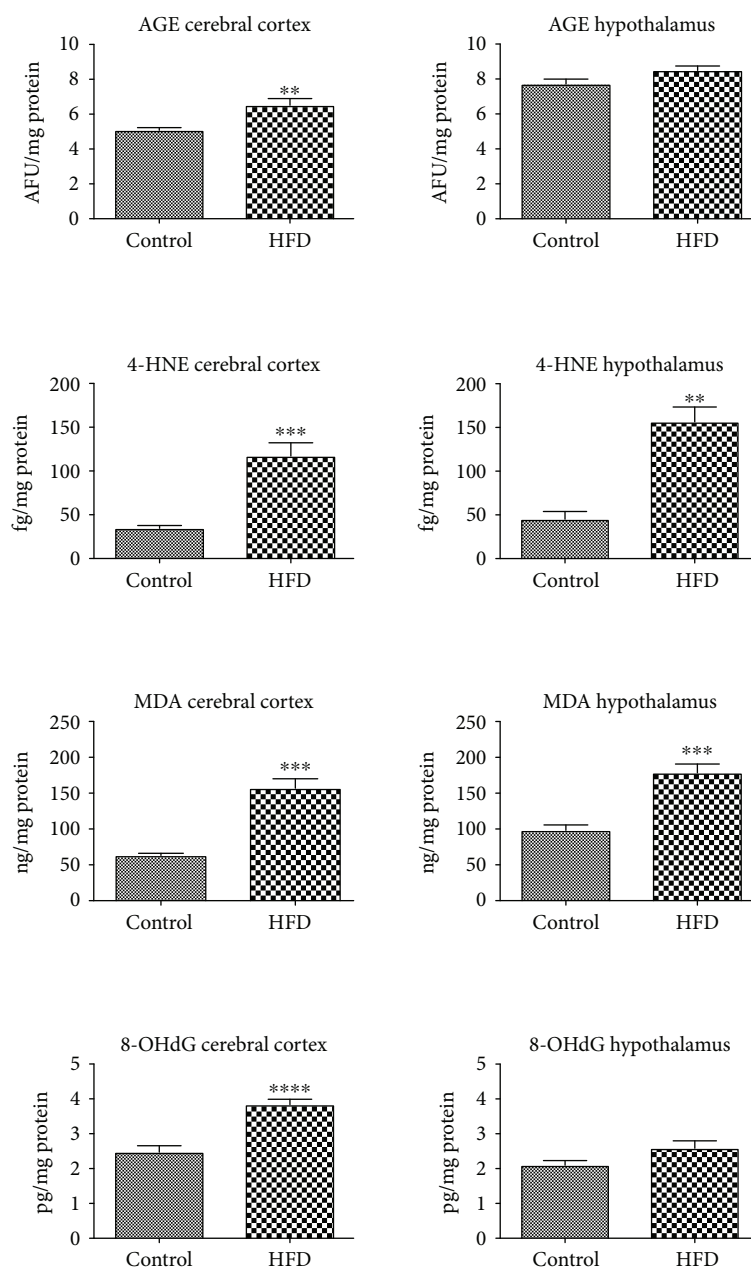 AGE cerebral cortex
AFU/mg protein
10
8
6
4
2
0
**
Control HFD
AGE hypothalamus
AFU/mg protein
10
8
6
4
2
0
Control HFD
4-HNE cerebral cortex
fg/mg protein
200
150
100
50
0
***
Control HFD
4-HNE hypothalamus
fg/mg protein
200
150
100
50
0
**
Control HFD
MDA cerebral cortex
ng/mg protein
250
200
150
100
50
0
***
Control HFD
MDA hypothalamus
ng/mg protein
250
200
150
100
50
0
***
Control HFD
8-OHdG cerebral cortex
pg/mg protein
5
4
3
2
1
0
****
Control HFD
8-OHdG hypothalamus
pg/mg protein
5
4
3
2
1
0
Control HFD